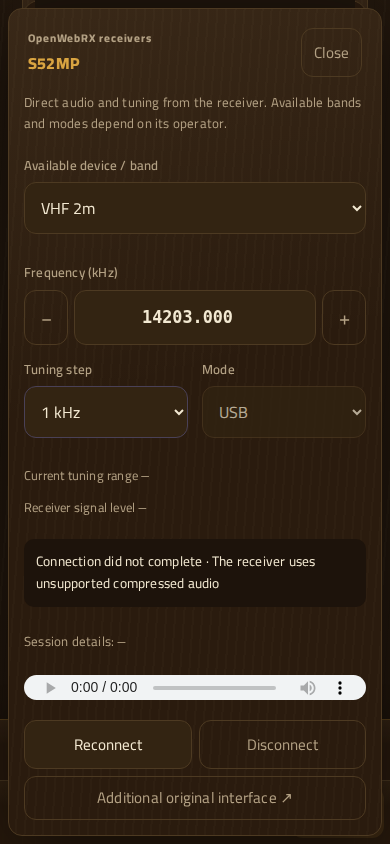 OpenWebRX receivers
S52MP
Close
Direct audio and tuning from the receiver. Available bands
and modes depend on its operator.
Available device / band
VHF 2m
Frequency (kHz)
− 14203.000 +
Tuning step Mode
1 kHz USB
Current tuning range —
Receiver signal level —
Connection did not complete · The receiver uses
unsupported compressed audio
Session details: —
0:00 / 0:00
Reconnect Disconnect
Additional original interface ↗